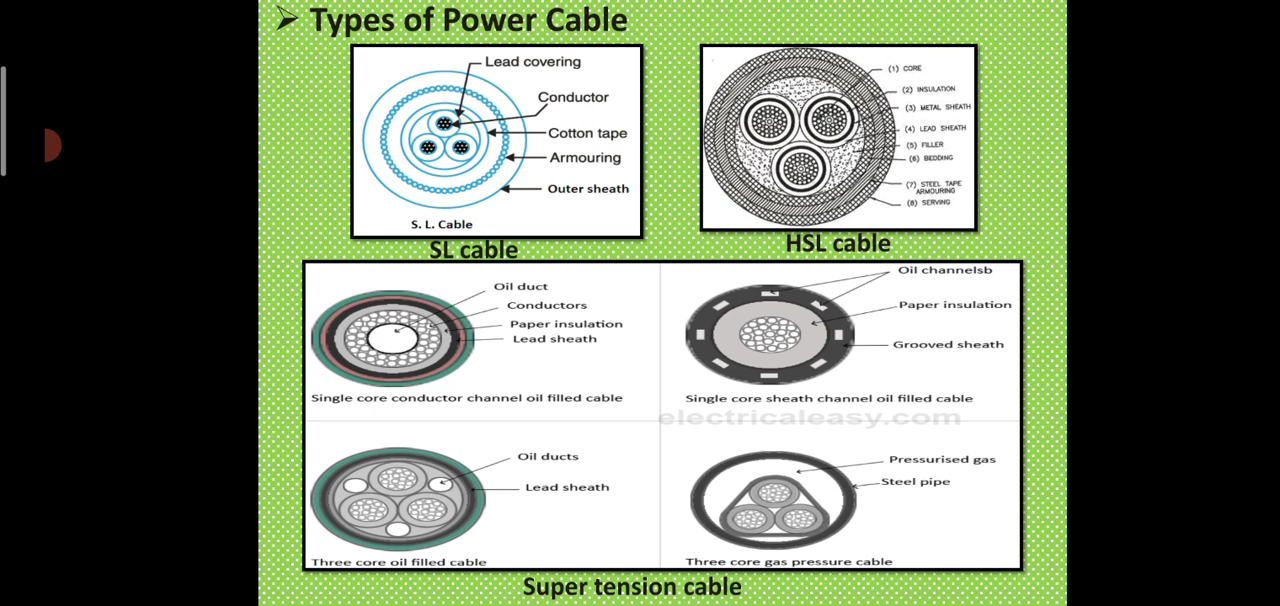 ➤ Types of Power Cable
Lead covering
Conductor
Cotton tape
Armouring
Outer sheath
S. L. Cable
SL cable
(1) CORE
(2) INSULATION
(3) METAL SHEATH
(4) LEAD SHEATH
(5) FILLER
(6) BEDDING
(7) STEEL TAPE
ARMOURING
(8) SERVING
HSL cable
Oil duct
Conductors
Paper insulation
Lead sheath
Single core conductor channel oil filled cable
Oil channelsb
Paper insulation
Grooved sheath
Single core sheath channel oil filled cable
electricaleasy.com
Oil ducts
Lead sheath
Three core oil filled cable
Pressurised gas
Steel pipe
Three core gas pressure cable
Super tension cable